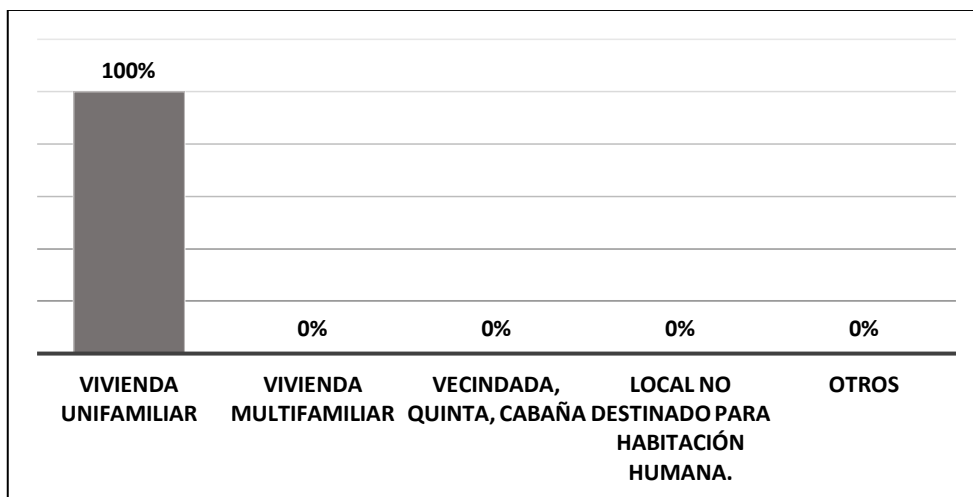 100%
0%
0%
0%
0%
VIVIENDA
UNIFAMILIAR
VIVIENDA
MULTIFAMILIAR
VECINDADA,
QUINTA, CABAÑA
LOCAL NO
DESTINADO PARA
HABITACIÓN
HUMANA.
OTROS